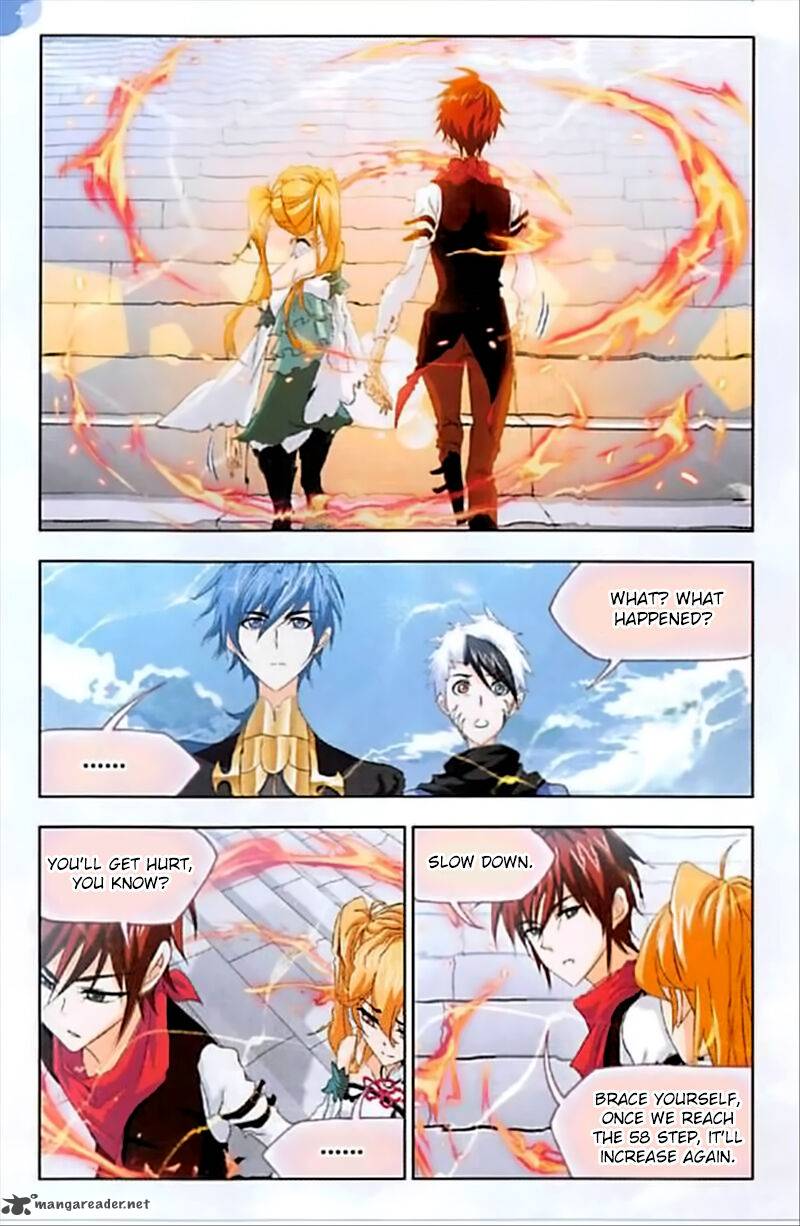 WHAT? WHAT
HAPPENED?
......
YOU'LL GET HURT,
YOU KNOW?
......
SLOW DOWN.
BRACE YOURSELF,
ONCE WE REACH
THE 58 STEP, IT'LL
INCREASE AGAIN.
mangareader.net